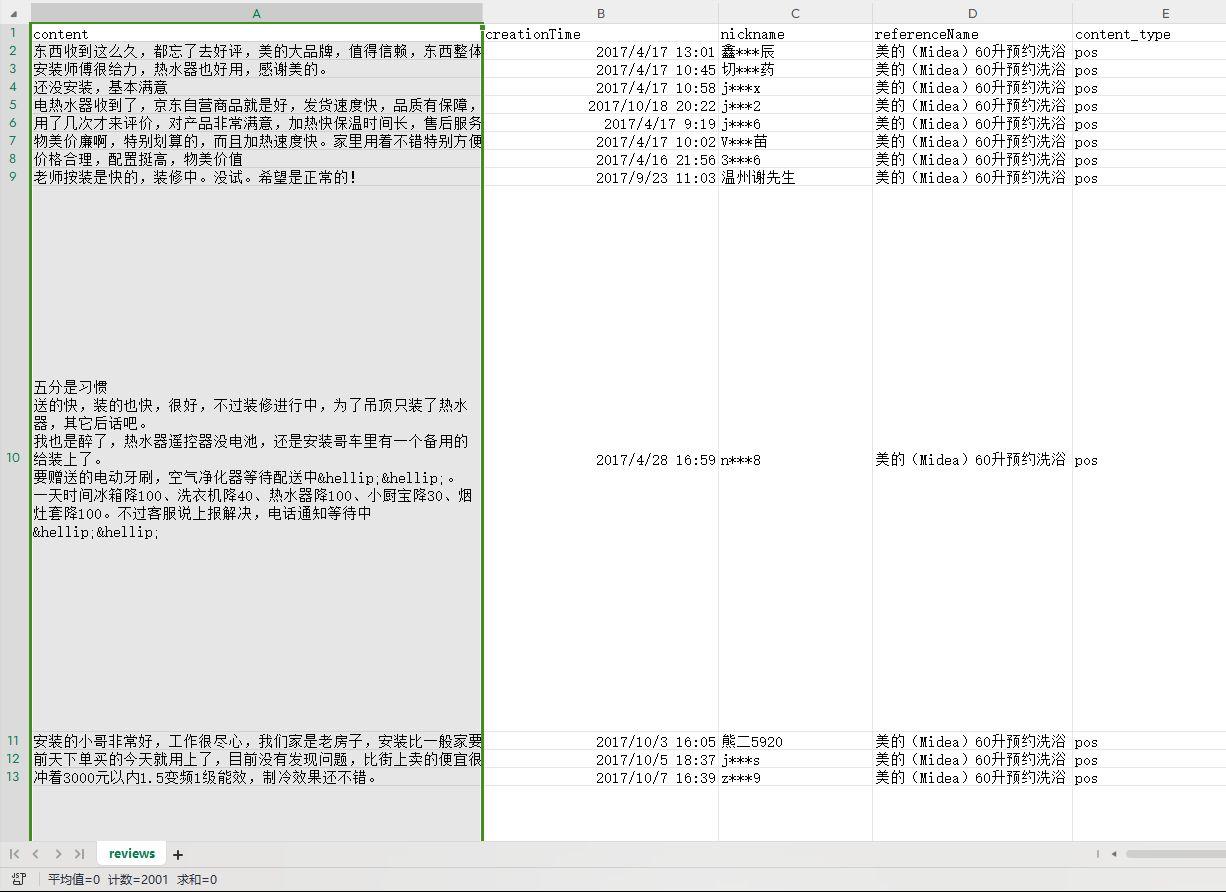 A B C D E
1 content creationTime nickname referenceName content_type
2 东西收到这么久，都忘了去好评，美的大品牌，值得信赖，东西整体 2017/4/17 13:01 鑫***辰 美的（Midea）60升预约洗浴 pos
3 安装师傅很给力，热水器也好用，感谢美的。 2017/4/17 10:45 切***药 美的（Midea）60升预约洗浴 pos
4 还没安装，基本满意 2017/4/17 10:58 j***x 美的（Midea）60升预约洗浴 pos
5 电热水器收到了，京东自营商品就是好，发货速度快，品质有保障， 2017/10/18 20:22 j***2 美的（Midea）60升预约洗浴 pos
6 用了几次才来评价，对产品非常满意，加热快保温时间长，售后服务 2017/4/17 9:19 j***6 美的（Midea）60升预约洗浴 pos
7 物美价廉啊，特别划算的，而且加热速度快。家里用着不错特别方便 2017/4/17 10:02 V***苗 美的（Midea）60升预约洗浴 pos
8 价格合理，配置挺高，物美价值 2017/4/16 21:56 3***6 美的（Midea）60升预约洗浴 pos
9 老师按装是快的，装修中。没试。希望是正常的！ 2017/9/23 11:03 温州谢先生 美的（Midea）60升预约洗浴 pos
五分是习惯
送的快，装的也快，很好，不过装修进行中，为了吊顶只装了热水
器，其它后话吧。
我也是醉了，热水器遥控器没电池，还是安装哥车里有一个备用的
10 给装上了。 2017/4/28 16:59 n***8 美的（Midea）60升预约洗浴 pos
要赠送的电动牙刷，空气净化器等待配送中&hellip;&hellip;。
一天时间冰箱降100、洗衣机降40、热水器降100、小厨宝降30、烟
灶套降100。不过客服说上报解决，电话通知等待中
&hellip;&hellip;
11 安装的小哥非常好，工作很尽心，我们家是老房子，安装比一般家要 2017/10/3 16:05 熊二5920 美的（Midea）60升预约洗浴 pos
12 前天下单买的今天就用上了，目前没有发现问题，比街上卖的便宜很 2017/10/5 18:37 j***s 美的（Midea）60升预约洗浴 pos
13 冲着3000元以内1.5变频1级能效，制冷效果还不错。 2017/10/7 16:39 z***9 美的（Midea）60升预约洗浴 pos
reviews +
平均值=0 计数=2001 求和=0